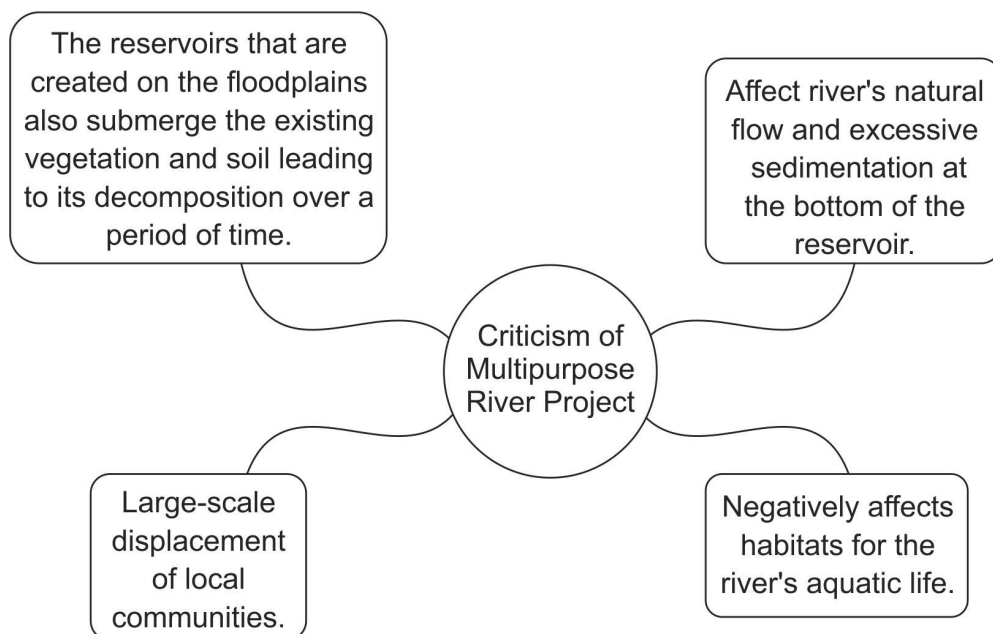 The reservoirs that are
created on the floodplains
also submerge the existing
vegetation and soil leading
to its decomposition over a
period of time.
Affect river's natural
flow and excessive
sedimentation at
the bottom of the
reservoir.
Criticism of
Multipurpose
River Project
Large-scale
displacement
of local
communities.
Negatively affects
habitats for the
river's aquatic life.